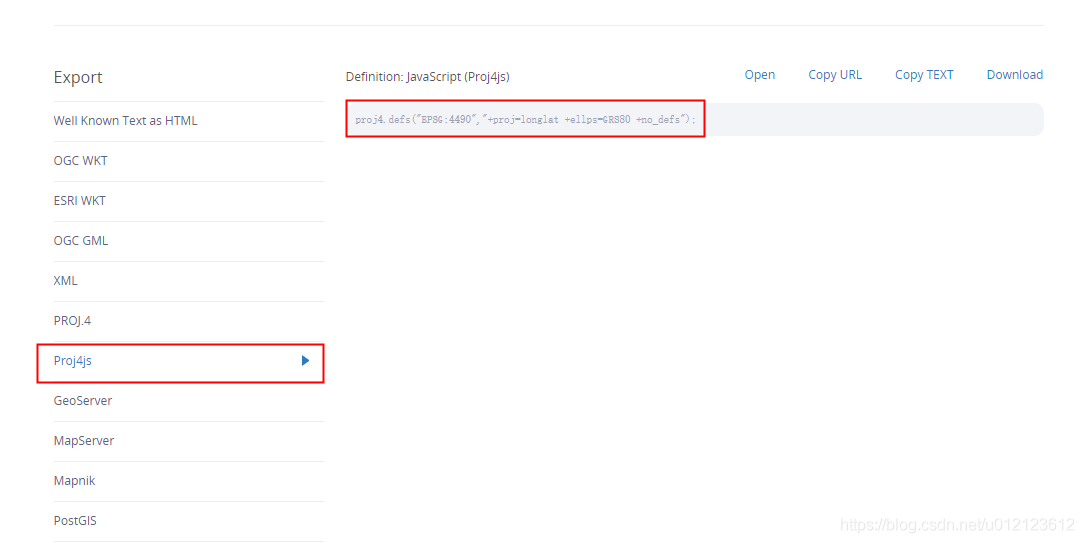 Export
Definition: JavaScript (Proj4js)
Open
Copy URL
Copy TEXT
Download
proj4.defs("EPSG:4490","+proj=longlat +ellps=GRS80 +no_defs");
Well Known Text as HTML
OGC WKT
ESRI WKT
OGC GML
XML
PROJ.4
Proj4js
GeoServer
MapServer
Mapnik
PostGIS
https://blog.csdn.net/u012123612